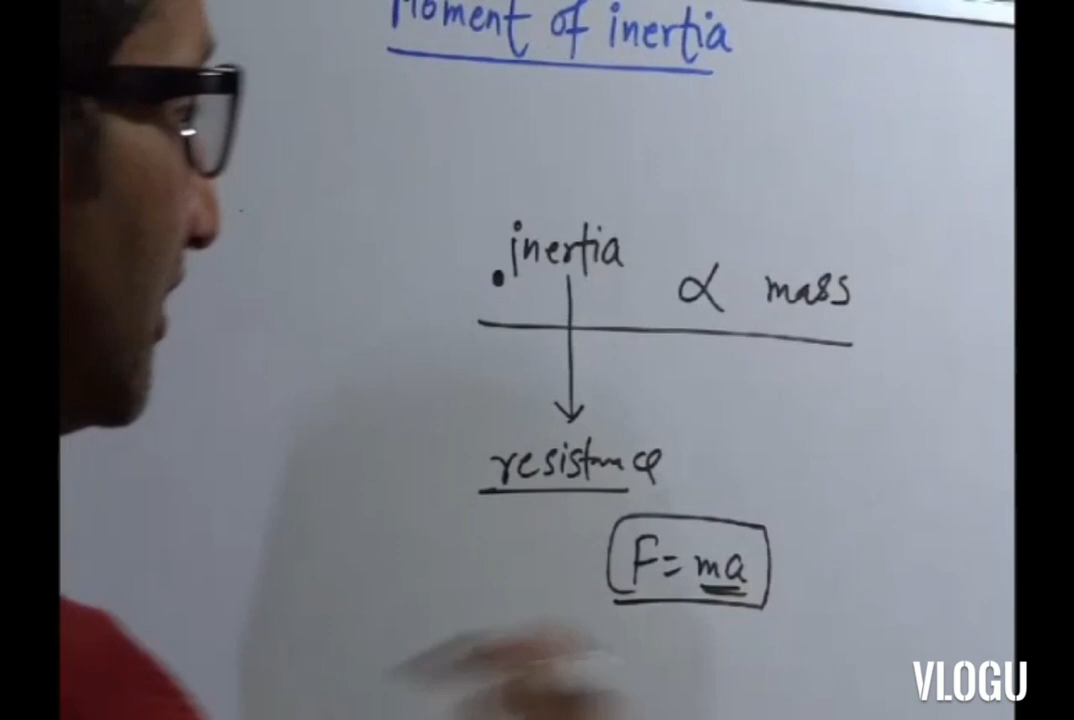 Moment of inertia
inertia ∝ mass
resistance
F = ma
VLOGU